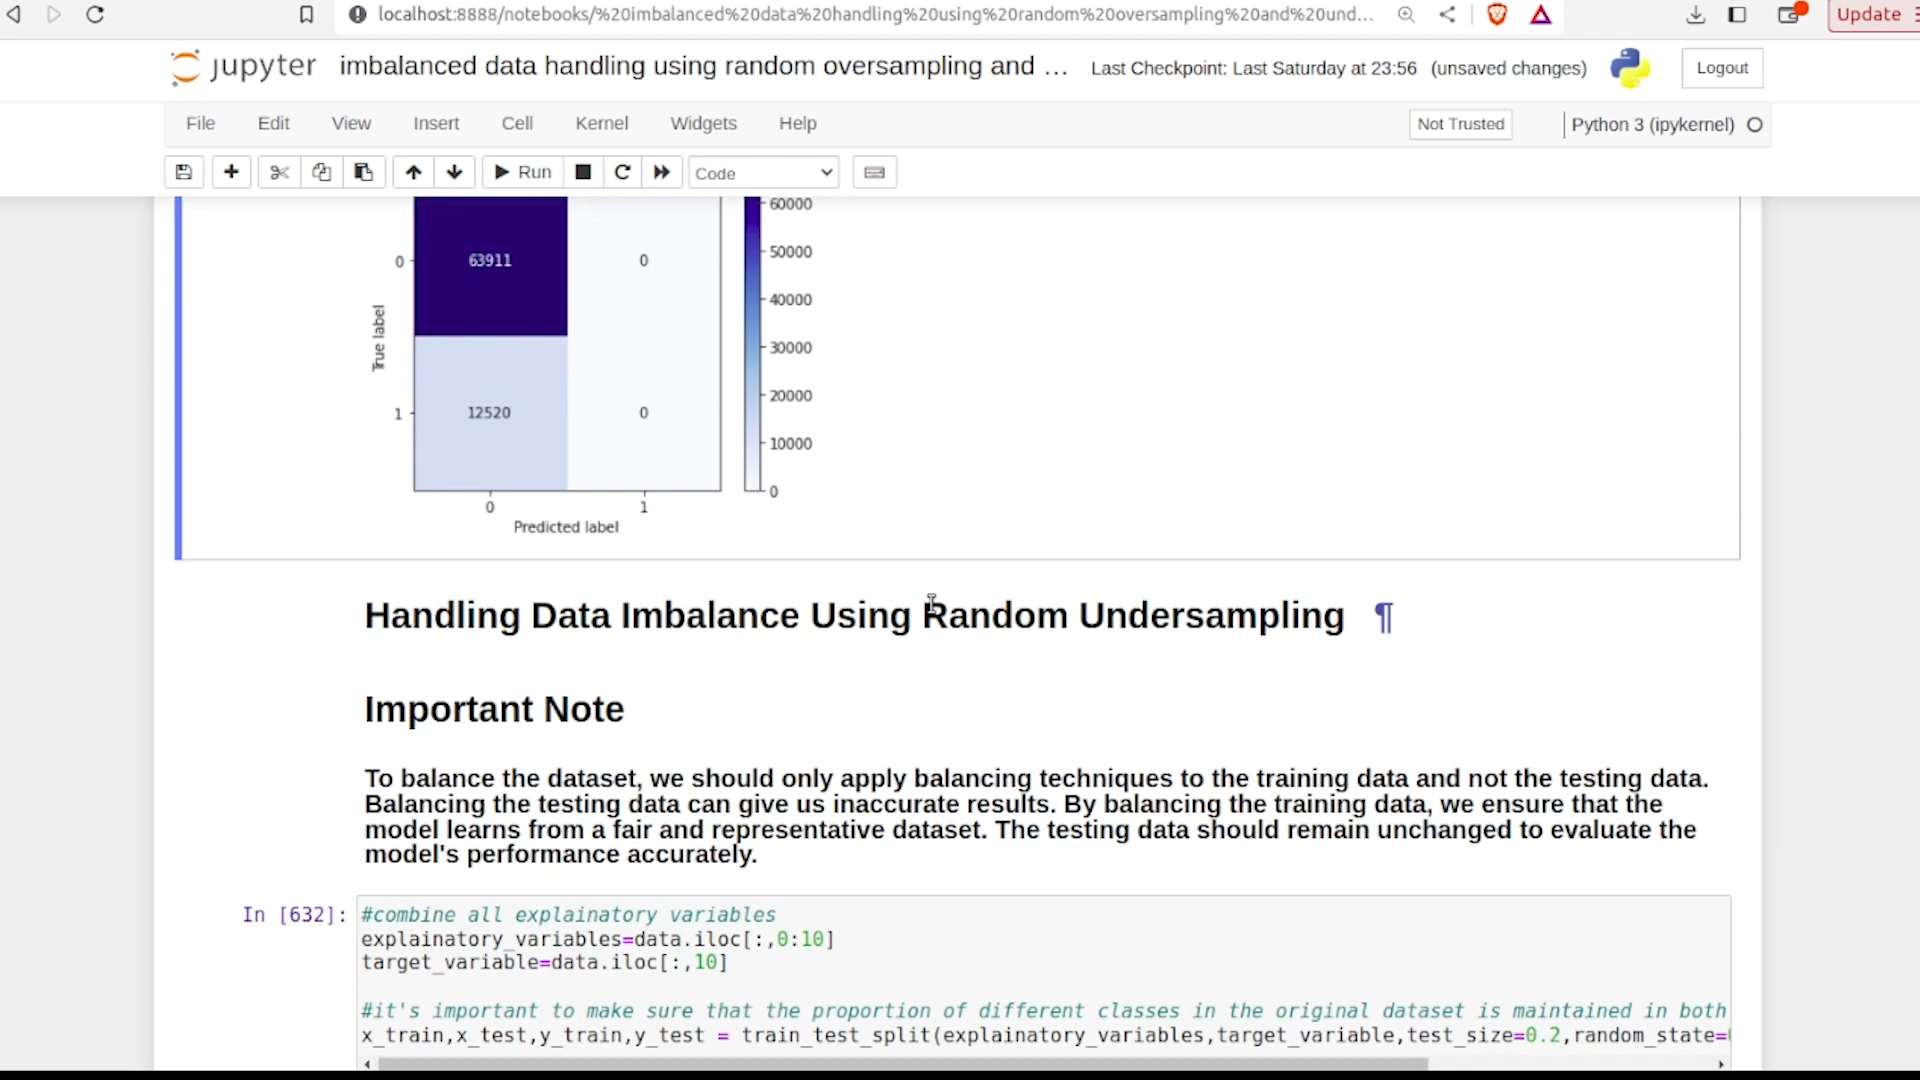 localhost:8888/notebooks/%20imbalanced%20data%20handling%20using%20random%20oversampling%20and%20und...
Update
jupyter imbalanced data handling using random oversampling and ... Last Checkpoint: Last Saturday at 23:56 (unsaved changes) Logout
File Edit View Insert Cell Kernel Widgets Help Not Trusted Python 3 (ipykernel)
Run Code
60000
50000
40000
30000
20000
10000
0
True label
0 63911 0
1 12520 0
0 1
Predicted label
Handling Data Imbalance Using Random Undersampling ¶
Important Note
To balance the dataset, we should only apply balancing techniques to the training data and not the testing data.
Balancing the testing data can give us inaccurate results. By balancing the training data, we ensure that the
model learns from a fair and representative dataset. The testing data should remain unchanged to evaluate the
model's performance accurately.
In [632]: #combine all explainatory variables
explainatory_variables=data.iloc[:,0:10]
target_variable=data.iloc[:,10]
#it's important to make sure that the proportion of different classes in the original dataset is maintained in both
x_train,x_test,y_train,y_test = train_test_split(explainatory_variables,target_variable,test_size=0.2,random_state=